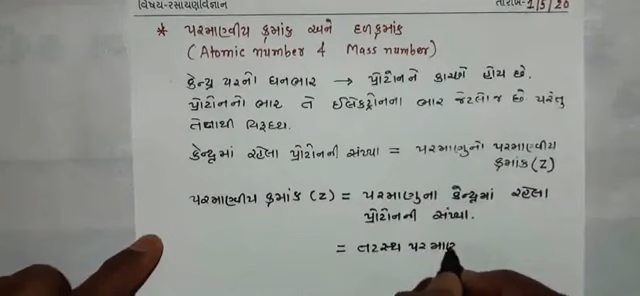 વિષય-રસાયણવિજ્ઞાન તારીખ-1/5/20
* પરમાણ્વીય ક્રમાંક અને દળક્રમાંક
(Atomic number & Mass number)
કેન્દ્ર પરનો ધનભાર → પ્રોટોનને કારણે હોય છે.
પ્રોટોનનો ભાર તે ઈલેક્ટ્રોનના ભાર જેટલો જ છે પરંતુ
તેનાથી વિરૂદ્ધ.
કેન્દ્રમાં રહેલા પ્રોટોનની સંખ્યા = પરમાણુનો પરમાણ્વીય
ક્રમાંક (Z)
પરમાણ્વીય ક્રમાંક (Z) = પરમાણુના કેન્દ્રમાં રહેલા
પ્રોટોનની સંખ્યા.
= તટસ્થ પરમાણ